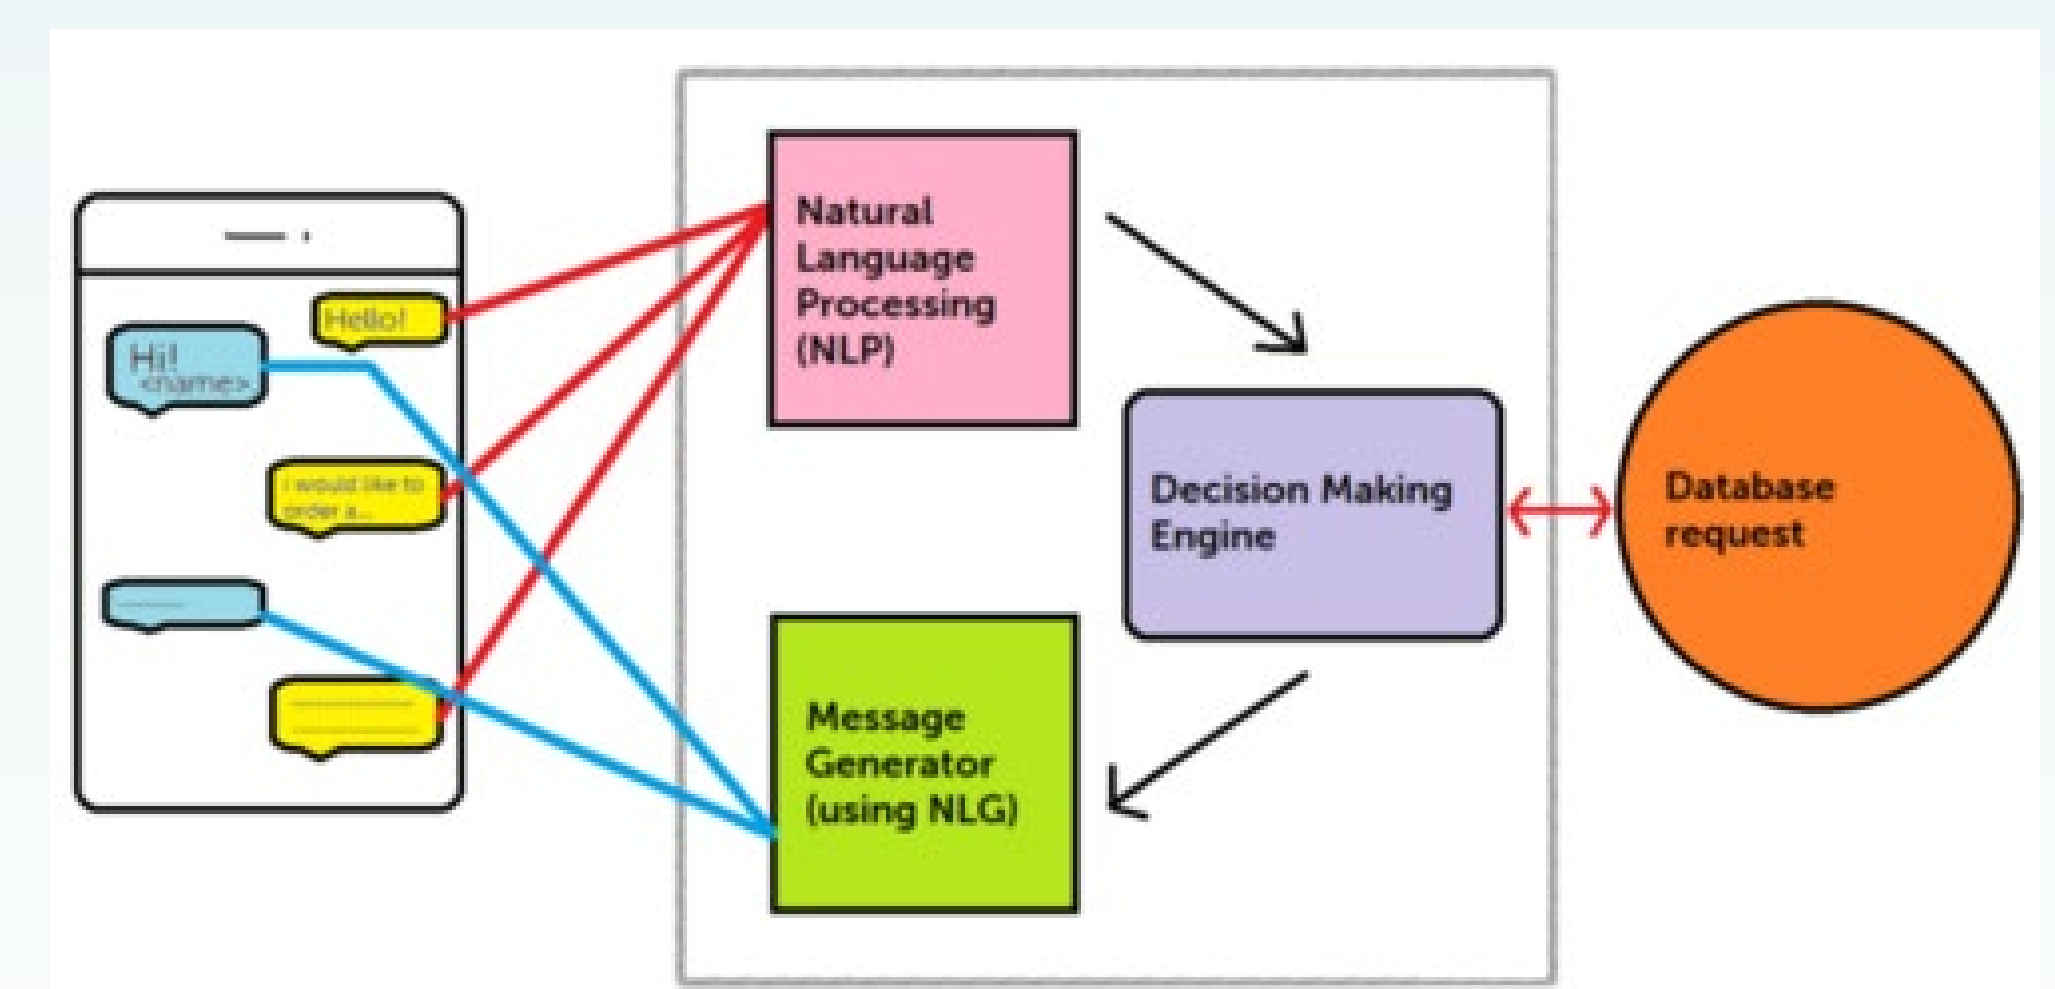 Hello!
Hi!
<name>
i would like to
order a...
Natural
Language
Processing
(NLP)
Decision Making
Engine
Database
request
Message
Generator
(using NLG)